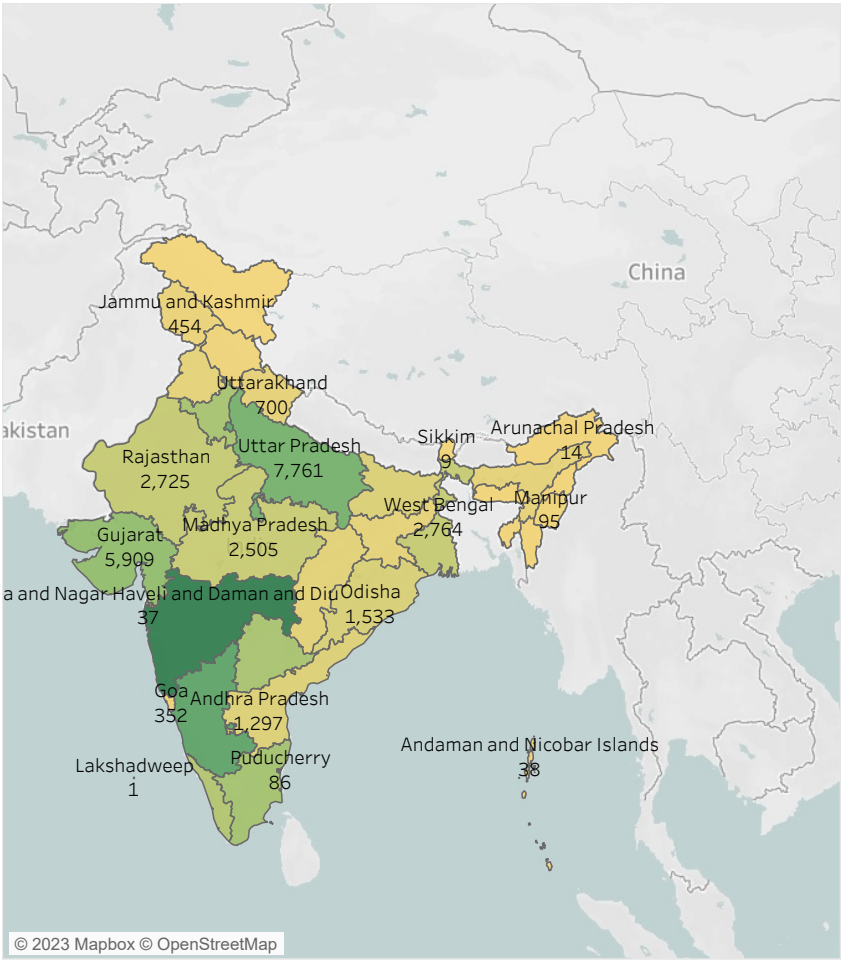 China
Jammu and Kashmir
454
Uttarakhand
700
akistan
Sikkim
9
Arunachal Pradesh
14
Uttar Pradesh
7,761
Rajasthan
2,725
Manipur
95
West Bengal
2,764
Madhya Pradesh
2,505
Gujarat
5,909
a and Nagar Haveli and Daman and Diu
37
Odisha
1,533
Goa
352
Andhra Pradesh
1,297
Andaman and Nicobar Islands
38
Puducherry
86
Lakshadweep
1
© 2023 Mapbox © OpenStreetMap